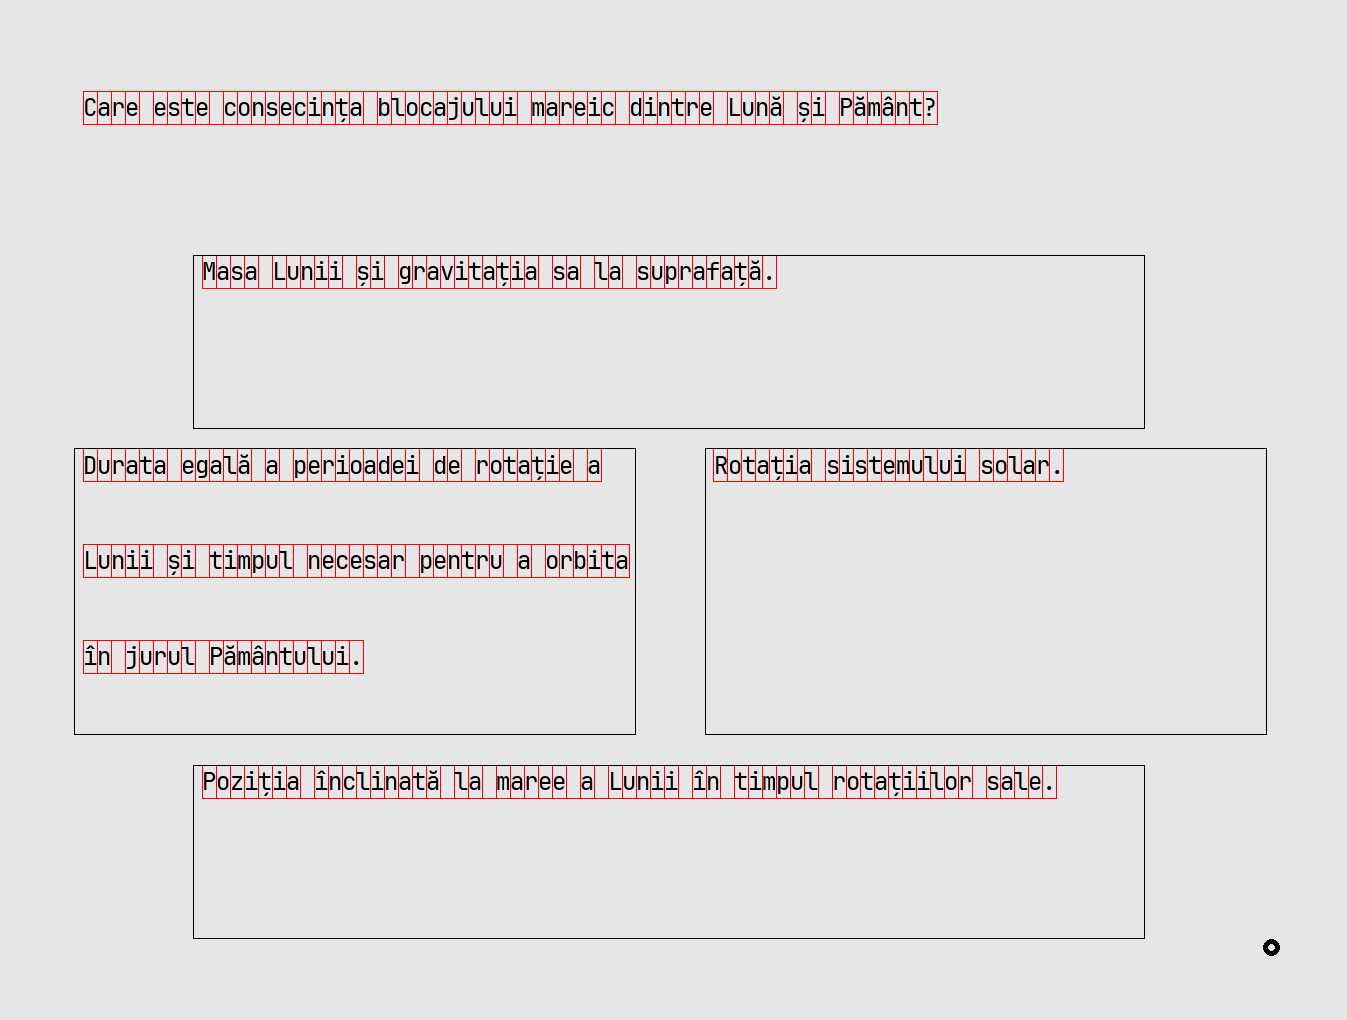 Care este consecința blocajului mareic dintre Lună și Pământ?
Masa Lunii și gravitația sa la suprafață.
Durata egală a perioadei de rotație a
Lunii și timpul necesar pentru a orbita
în jurul Pământului.
Rotația sistemului solar.
Poziția înclinată la maree a Lunii în timpul rotațiilor sale.